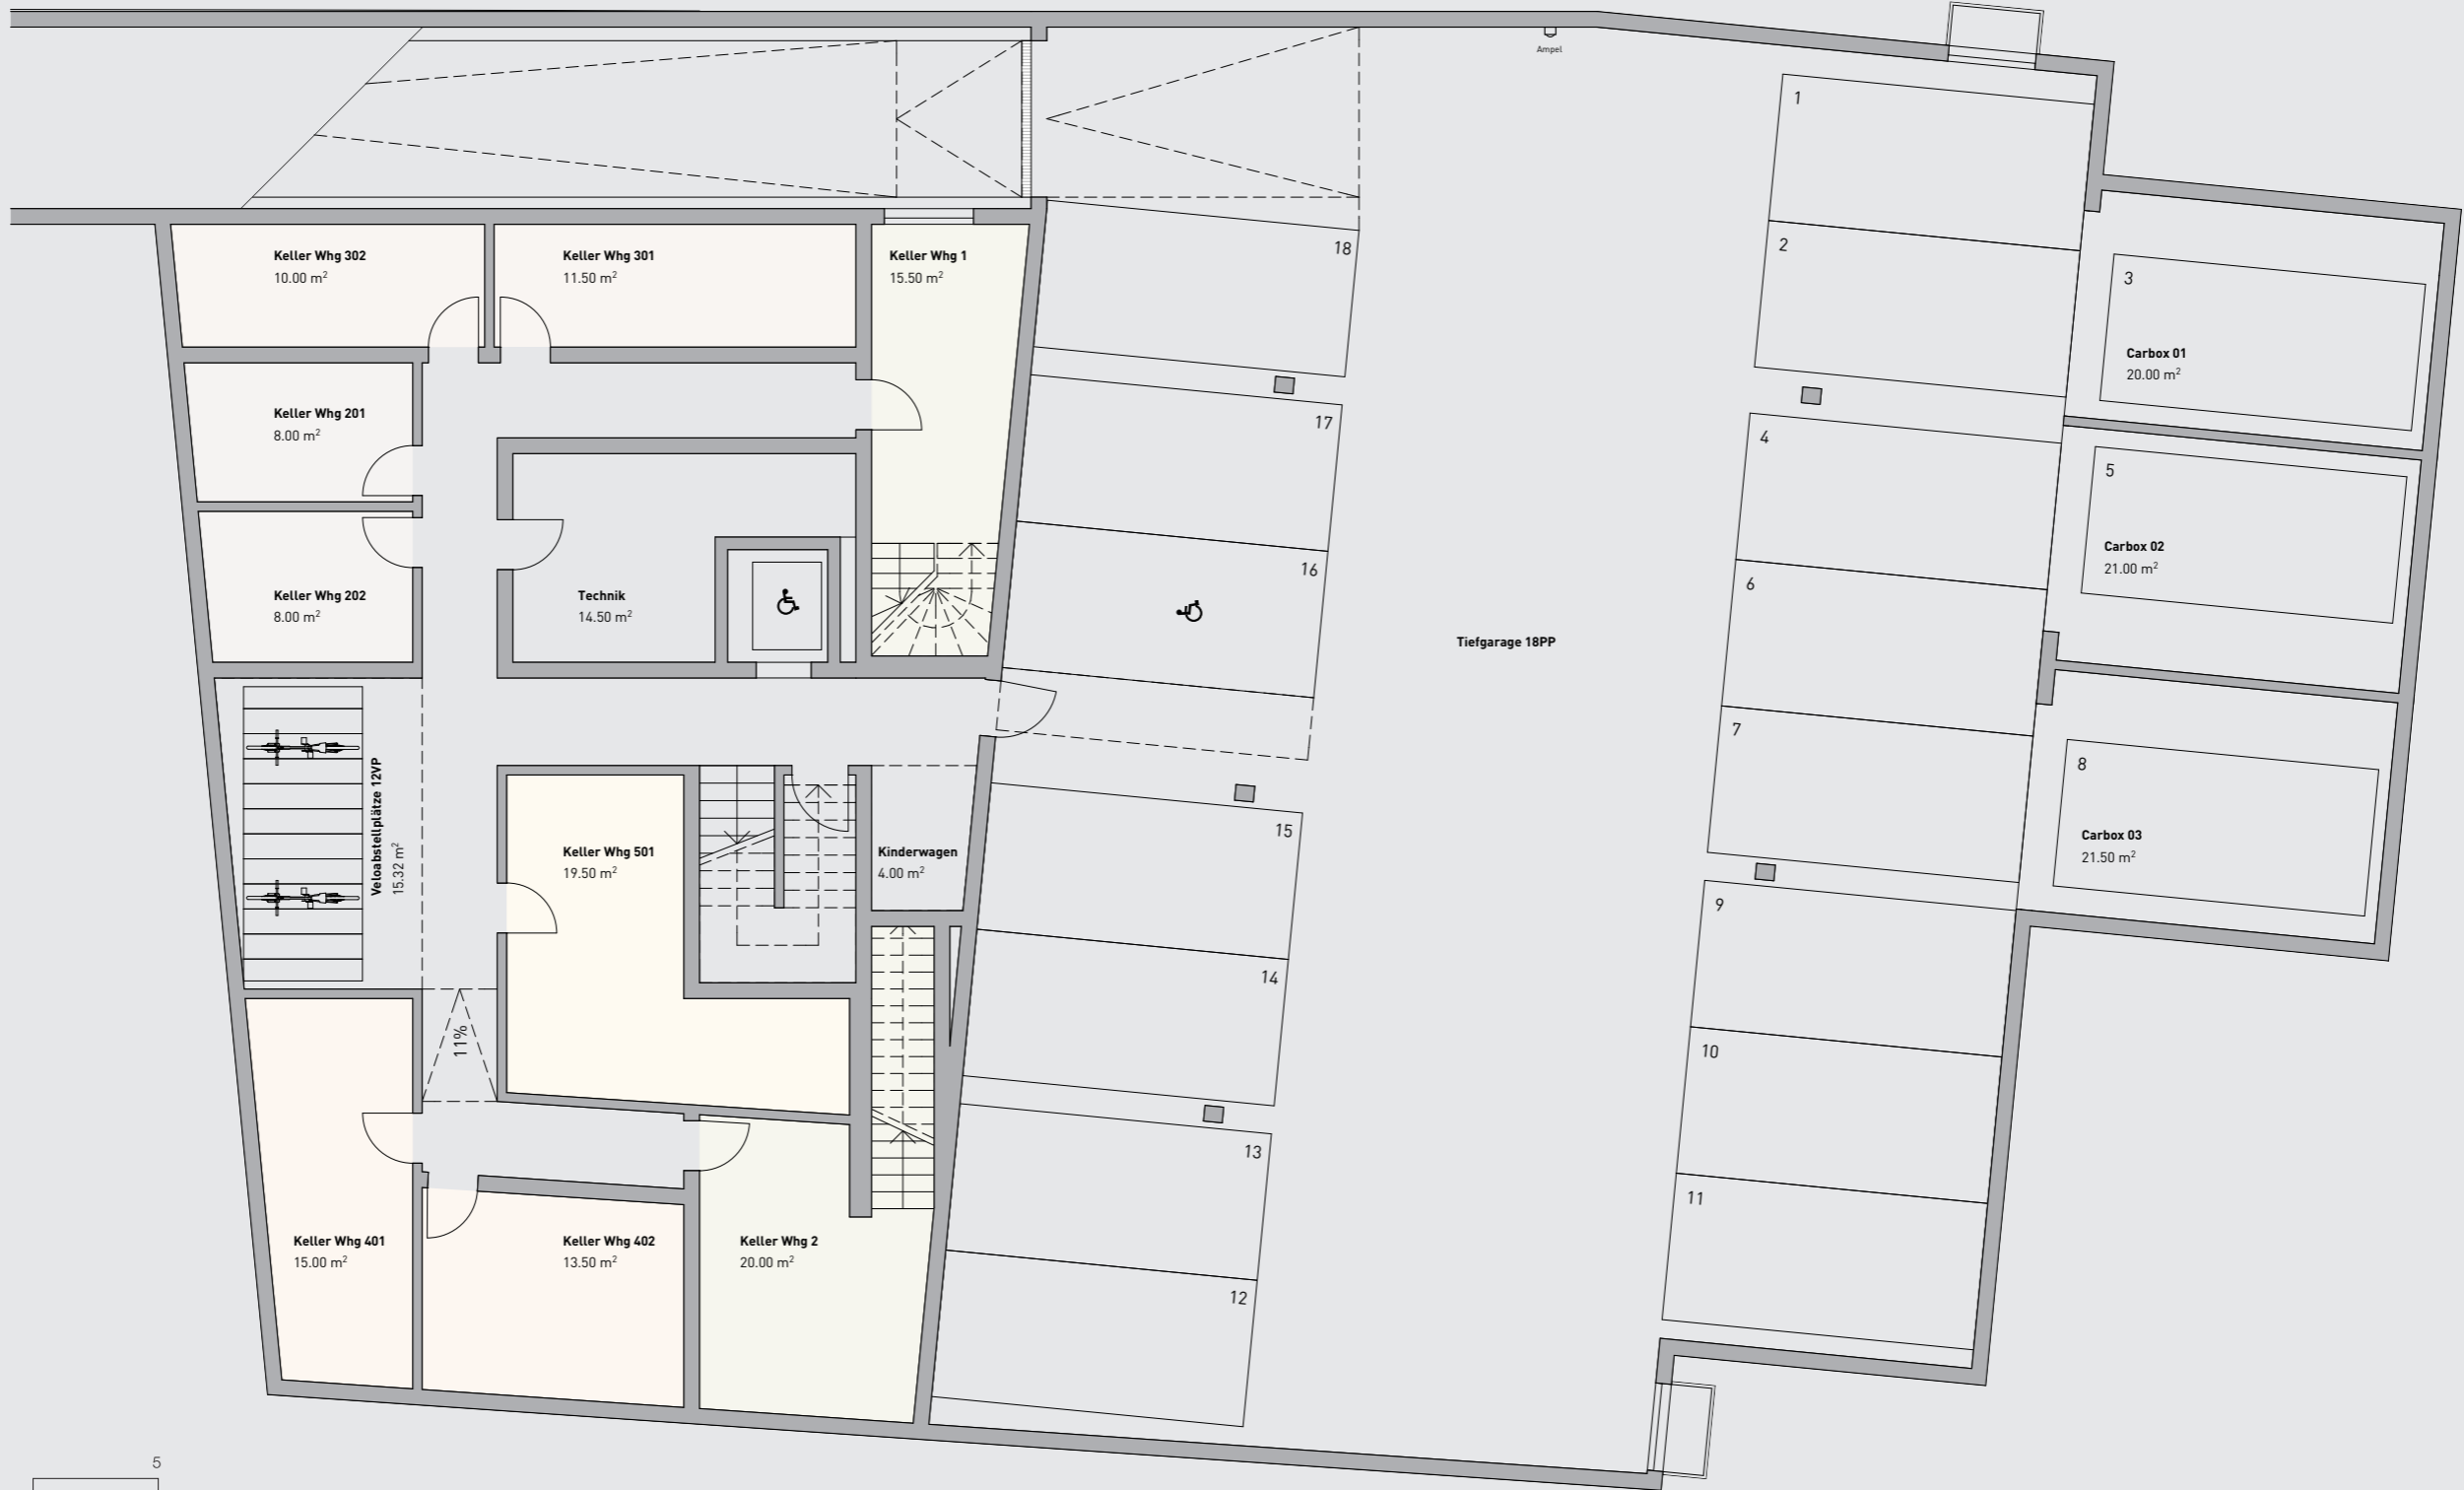 Ampel
1
2
3
Carbox 01
20.00 m²
18
17
16
4
5
Carbox 02
21.00 m²
6
7
8
Carbox 03
21.50 m²
Tiefgarage 18PP
15
14
13
12
9
10
11
Keller Whg 302
10.00 m²
Keller Whg 301
11.50 m²
Keller Whg 1
15.50 m²
Keller Whg 201
8.00 m²
Keller Whg 202
8.00 m²
Technik
14.50 m²
Veloabstellplätze 12VP
15.32 m²
Keller Whg 501
19.50 m²
Kinderwagen
4.00 m²
11%
Keller Whg 401
15.00 m²
Keller Whg 402
13.50 m²
Keller Whg 2
20.00 m²
5